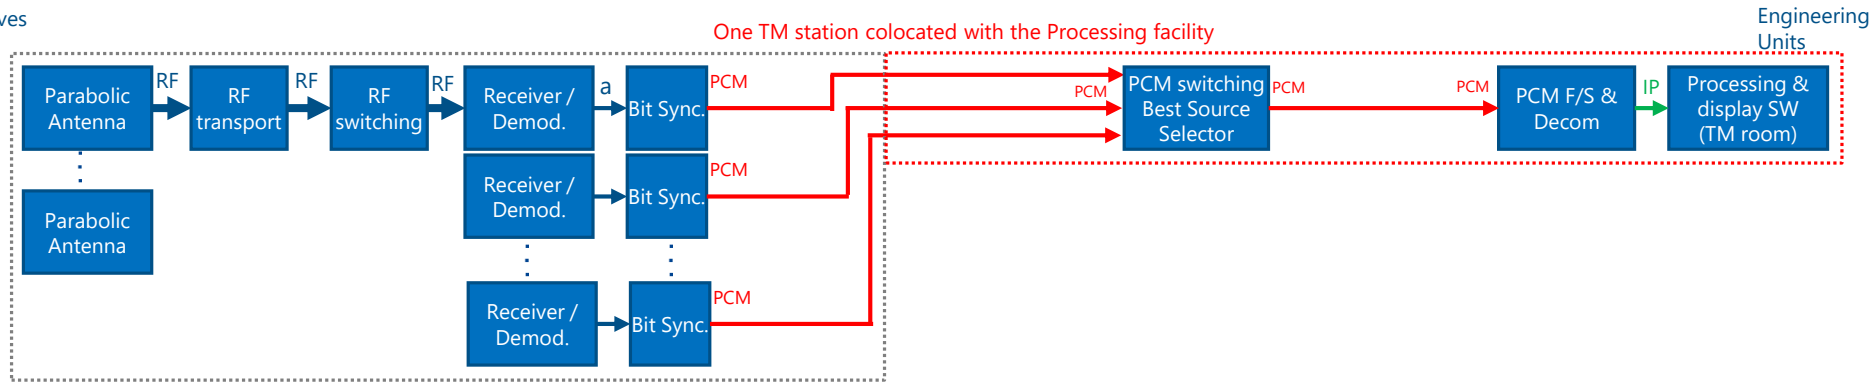 ves
One TM station colocated with the Processing facility
Engineering
Units
Parabolic
Antenna
RF
RF
transport
RF
RF
switching
RF
Receiver /
Demod.
a
Bit Sync.
PCM
PCM
PCM switching
Best Source
Selector
PCM
PCM
PCM F/S &
Decom
IP
Processing &
display SW
(TM room)
Receiver /
Demod.
Bit Sync.
PCM
Parabolic
Antenna
Receiver /
Demod.
Bit Sync.
PCM